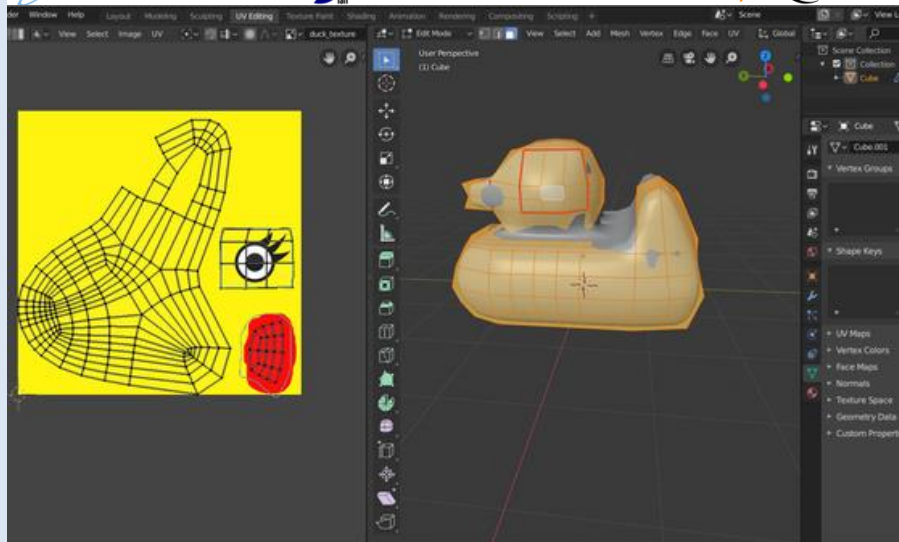 Window Help Layout Modeling Sculpting UV Editing Texture Paint Shading Animation Rendering Compositing Scripting + Scene View L
View Select Image UV duck_texture Edit Mode View Select Add Mesh Vertex Edge Face UV Global
User Perspective
(1) Cube
Scene Collection
Collection
Cube
Cube
Cube.001
Vertex Groups
Shape Keys
UV Maps
Vertex Colors
Face Maps
Normals
Texture Space
Geometry Data
Custom Propert